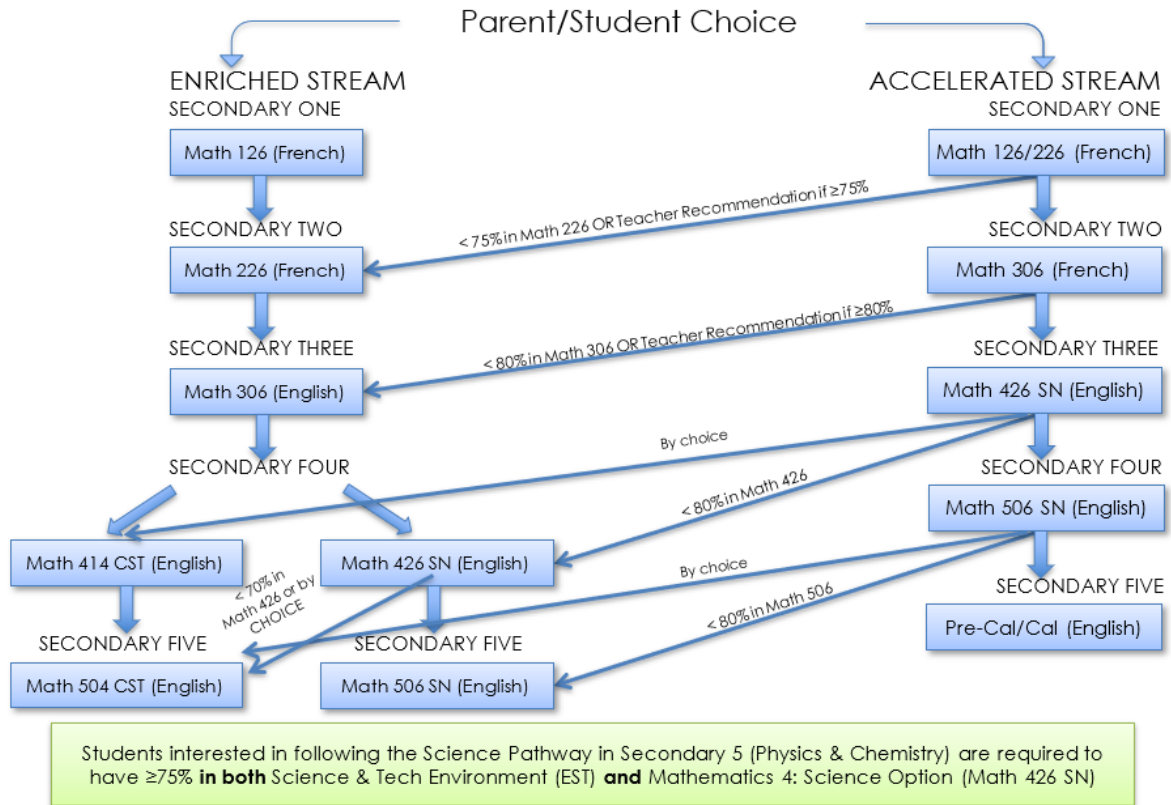 Parent/Student Choice
ENRICHED STREAM
SECONDARY ONE
Math 126 (French)
SECONDARY TWO
Math 226 (French)
SECONDARY THREE
Math 306 (English)
SECONDARY FOUR
Math 414 CST (English)
Math 426 SN (English)
< 70% in
Math 426 or by
CHOICE
SECONDARY FIVE
SECONDARY FIVE
Math 504 CST (English)
Math 506 SN (English)
ACCELERATED STREAM
SECONDARY ONE
Math 126/226 (French)
< 75% in Math 226 OR Teacher Recommendation if ≥75%
SECONDARY TWO
Math 306 (French)
< 80% in Math 306 OR Teacher Recommendation if ≥80%
SECONDARY THREE
Math 426 SN (English)
By choice
< 80% in Math 426
SECONDARY FOUR
Math 506 SN (English)
By choice
< 80% in Math 506
SECONDARY FIVE
Pre-Cal/Cal (English)
Students interested in following the Science Pathway in Secondary 5 (Physics & Chemistry) are required to
have ≥75% in both Science & Tech Environment (EST) and Mathematics 4: Science Option (Math 426 SN)